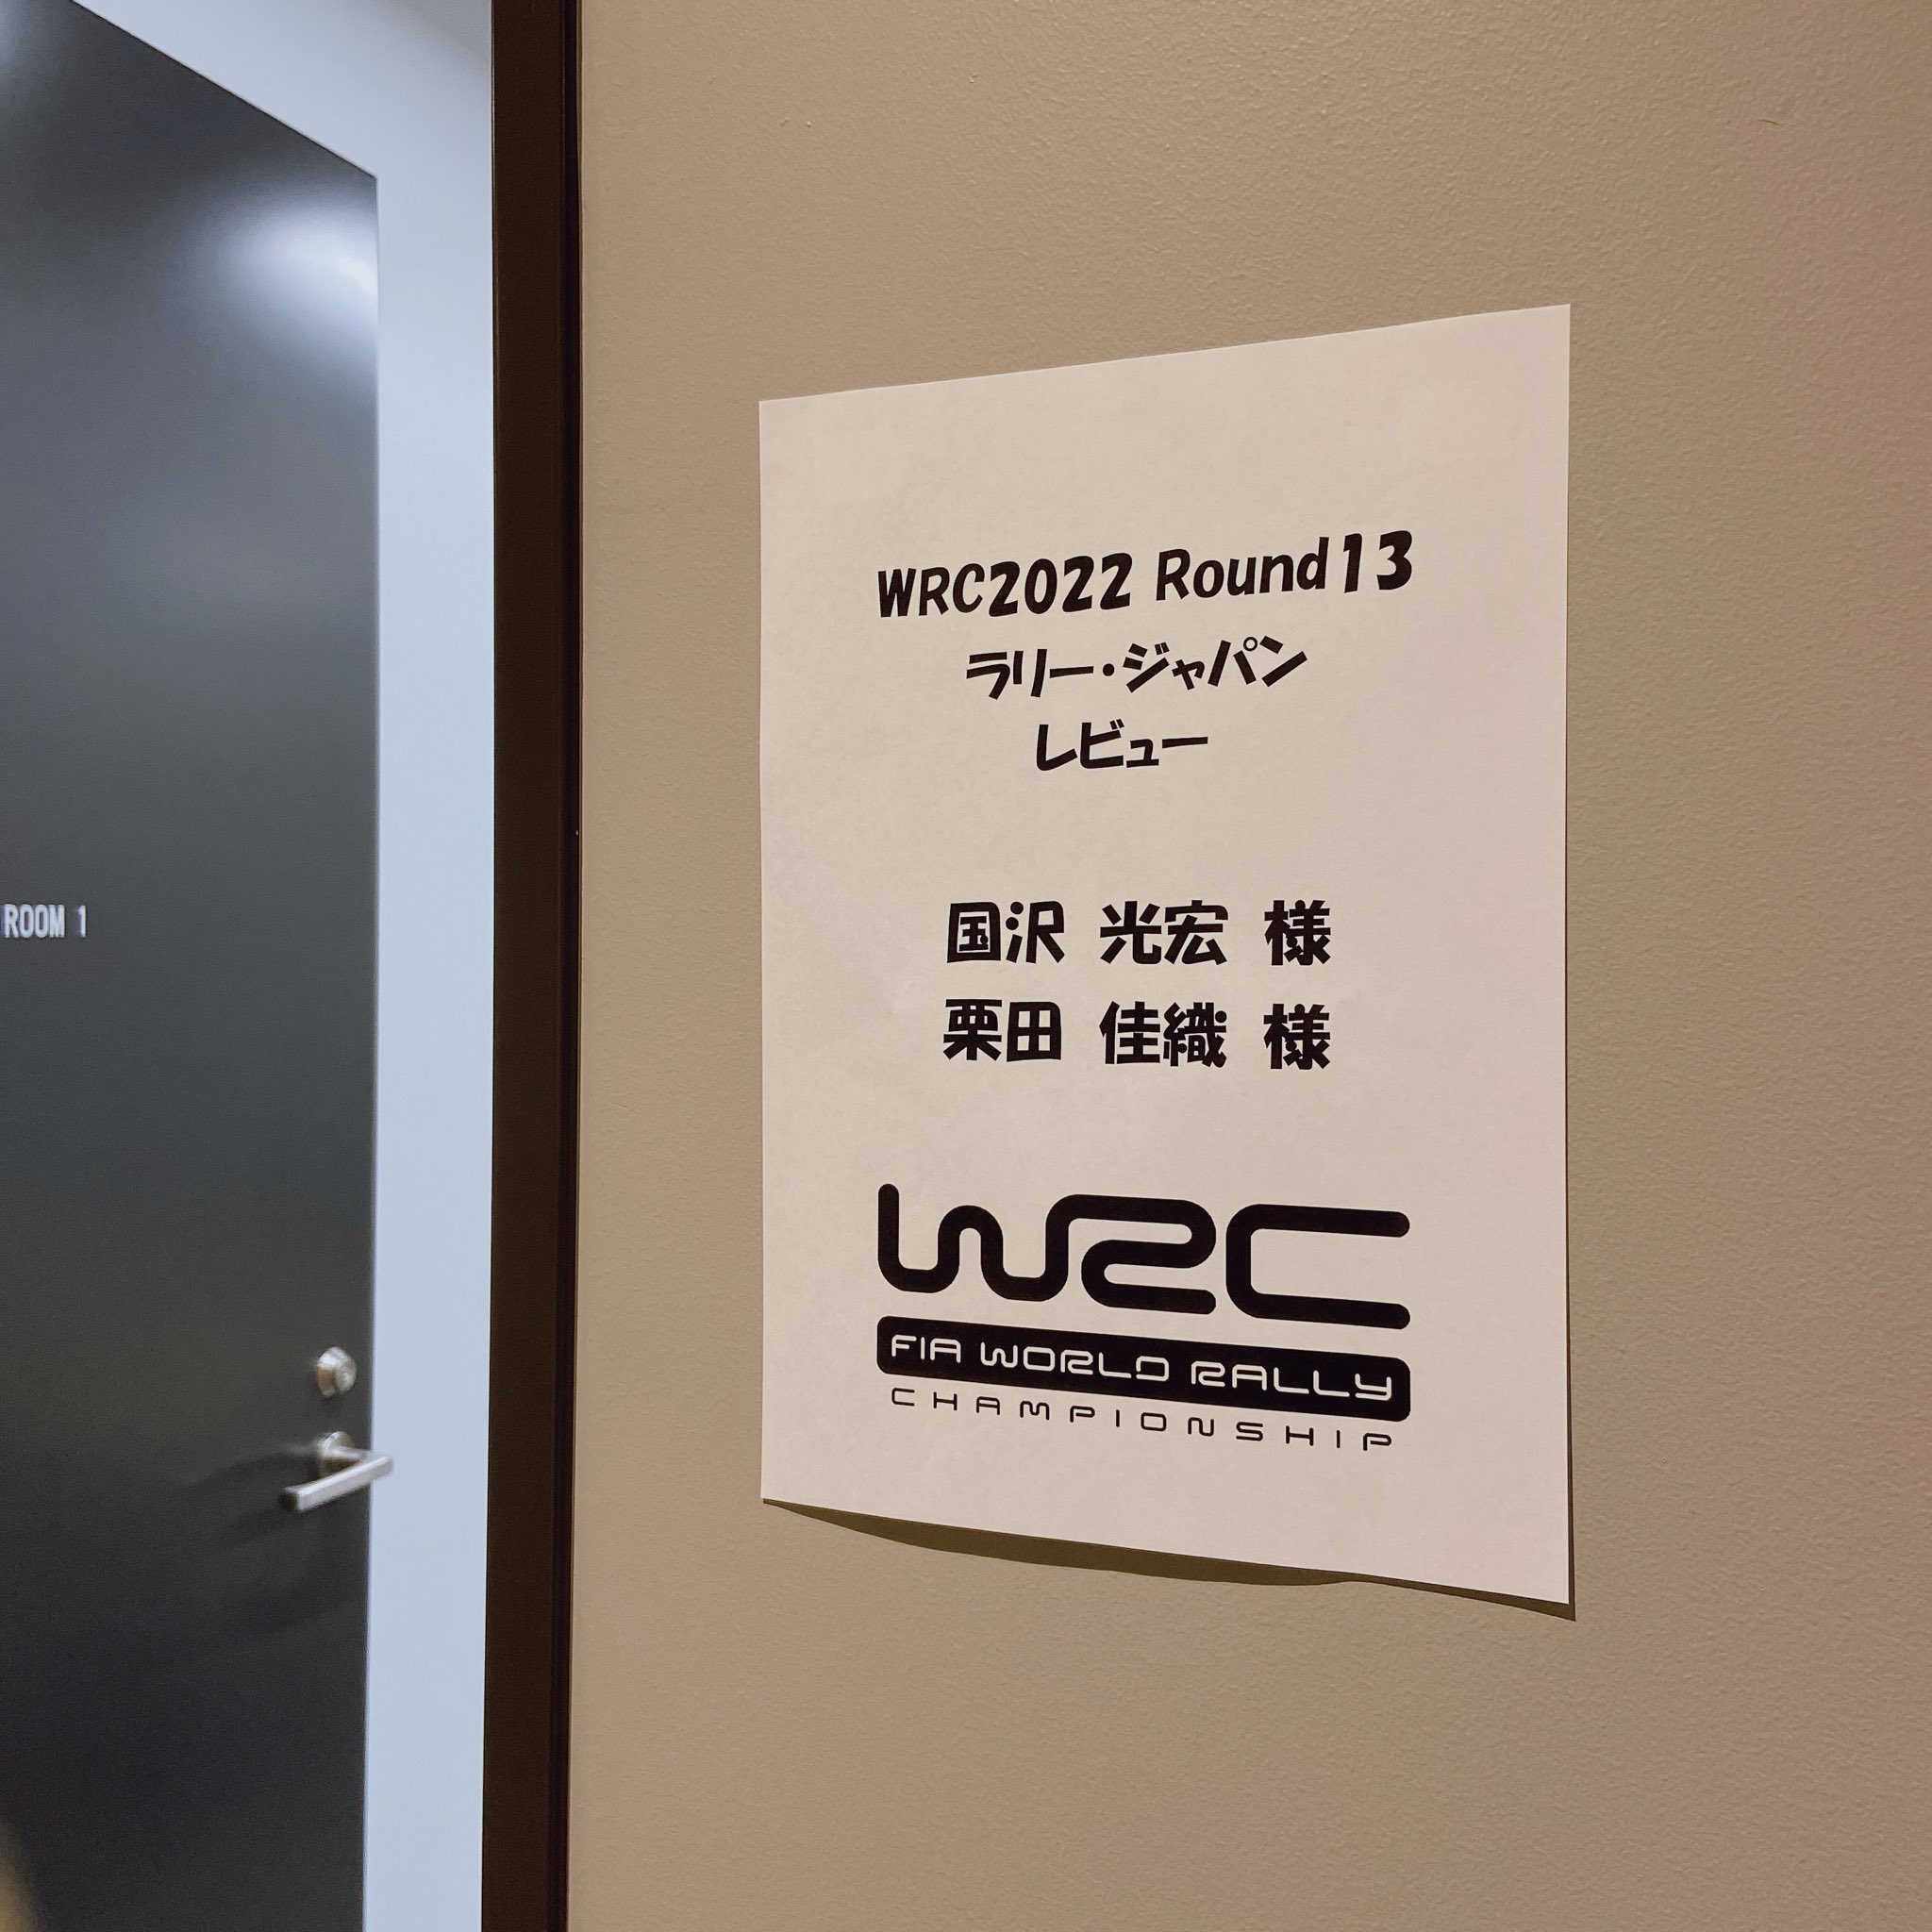 ROOM 1
WRC2022 Round13
ラリー・ジャパン
レビュー
国沢 光宏 様
栗田 佳織 様
WRC
FIA WORLD RALLY
CHAMPIONSHIP